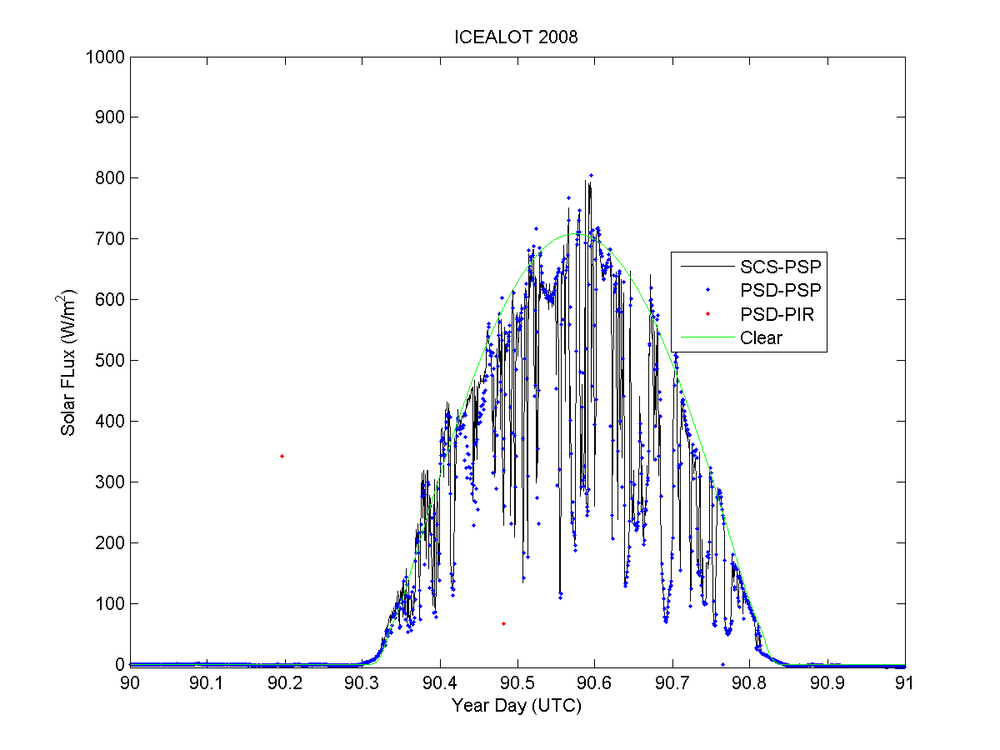 ICEALOT 2008
1000
900
800
700
600
500
400
300
200
100
0
Solar FLux (W/m²)
SCS-PSP
PSD-PSP
PSD-PIR
Clear
90 90.1 90.2 90.3 90.4 90.5 90.6 90.7 90.8 90.9 91
Year Day (UTC)